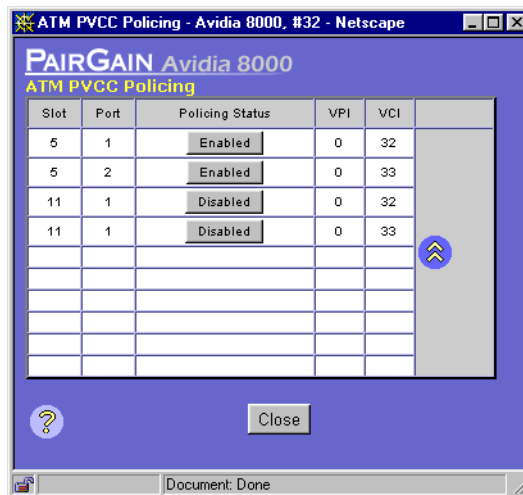 ATM PVCC Policing - Avidia 8000, #32 - Netscape
PAIRGAIN Avidia 8000
ATM PVCC Policing
Slot Port Policing Status VPI VCI
5 1 Enabled 0 32
5 2 Enabled 0 33
11 1 Disabled 0 32
11 1 Disabled 0 33
?
Close
Document: Done